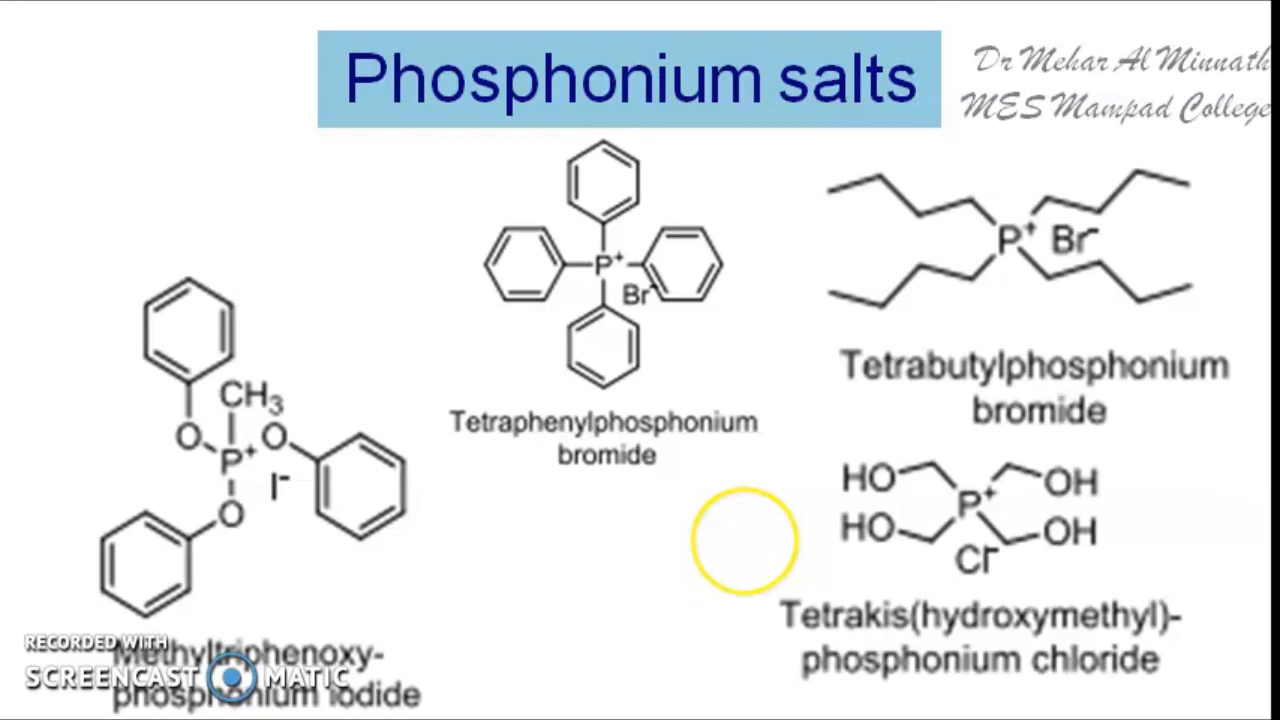 Phosphonium salts
Dr Mehar Al Minnath
MES Mampad College
P+
Br
Tetraphenylphosphonium
bromide
P+ Br-
Tetrabutylphosphonium
bromide
CH3
O O
P+
I-
O
Methyltriphenoxy-
phosphonium iodide
HO OH
P+
HO OH
Cl-
Tetrakis(hydroxymethyl)-
phosphonium chloride
RECORDED WITH
SCREENCAST MATIC